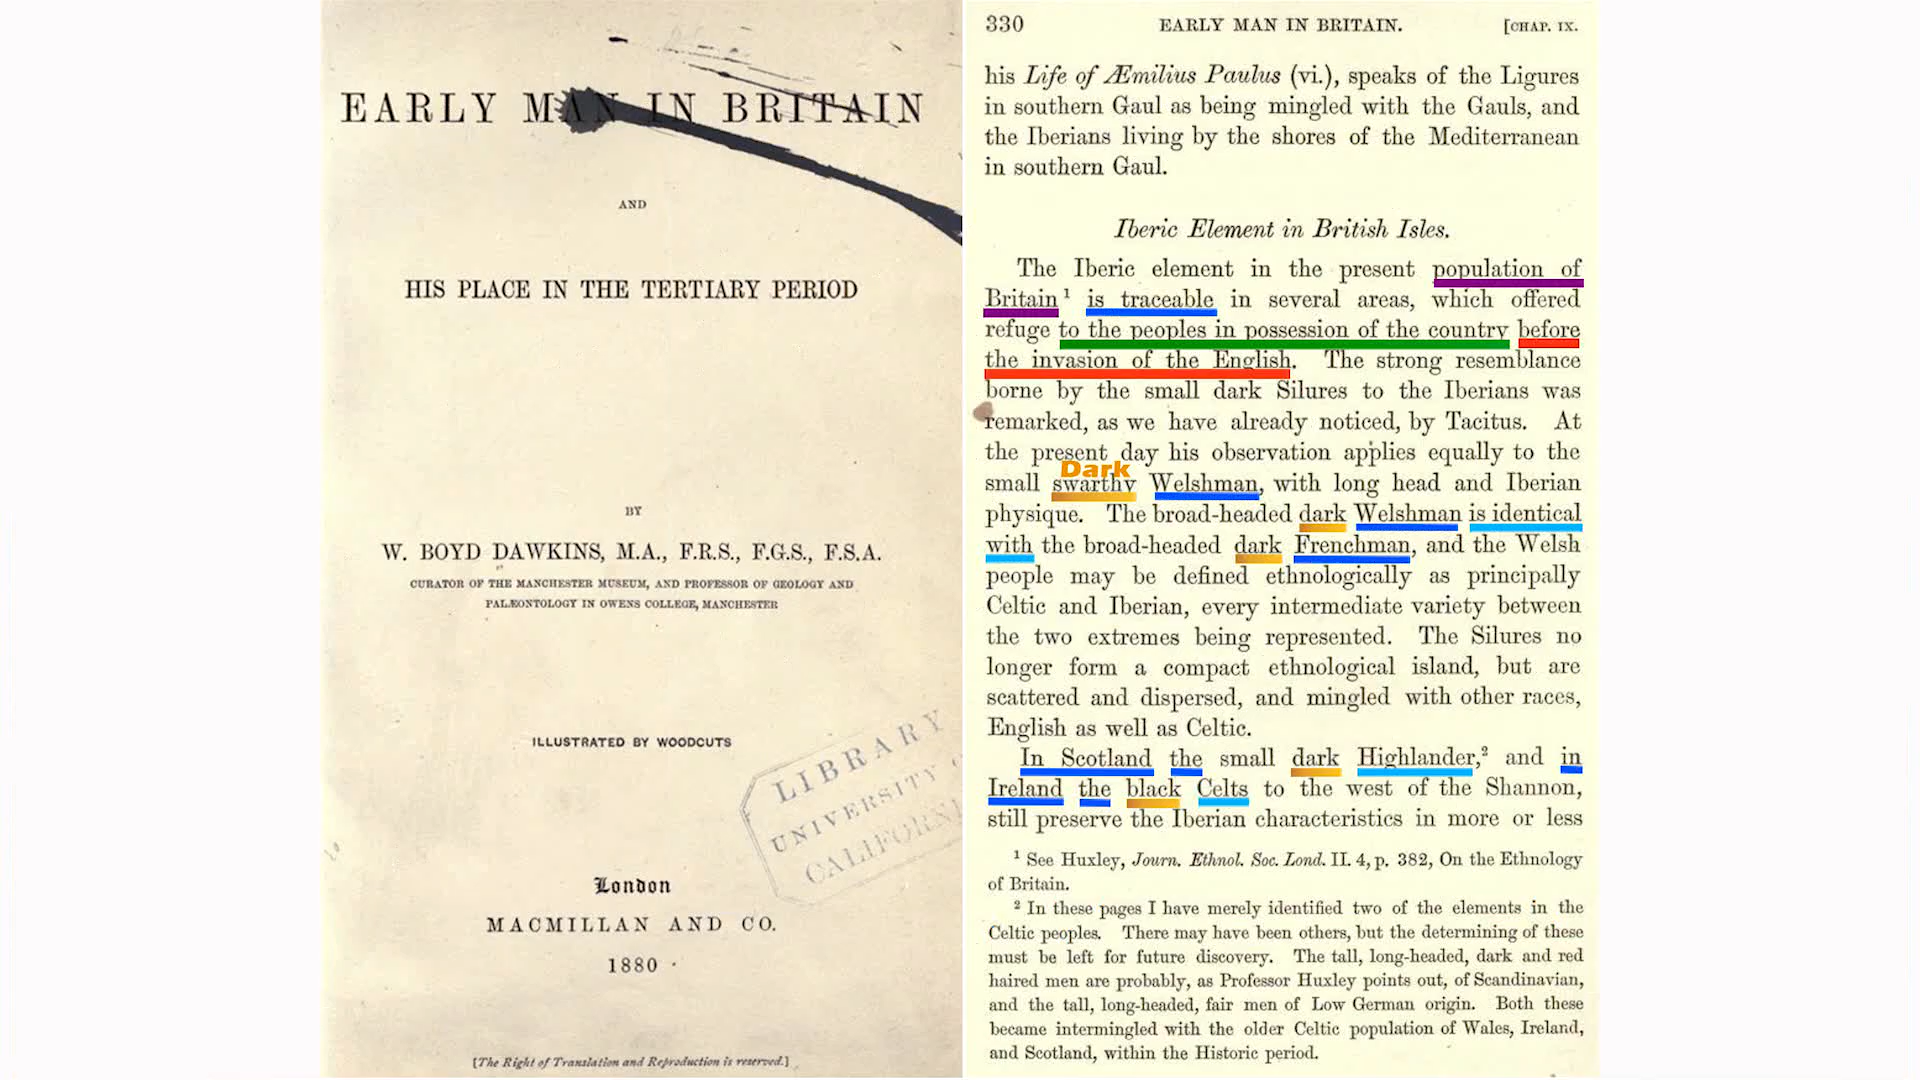 EARLY MAN IN BRITAIN
AND
HIS PLACE IN THE TERTIARY PERIOD
BY
W. BOYD DAWKINS, M.A., F.R.S., F.G.S., F.S.A.
CURATOR OF THE MANCHESTER MUSEUM, AND PROFESSOR OF GEOLOGY AND
PALÆONTOLOGY IN OWENS COLLEGE, MANCHESTER
ILLUSTRATED BY WOODCUTS
LIBRARY
UNIVERSITY
CALIFORNI
London
MACMILLAN AND CO.
1880
[The Right of Translation and Reproduction is reserved.]
330 EARLY MAN IN BRITAIN. [CHAP. IX.
his Life of Æmilius Paulus (vi.), speaks of the Ligures
in southern Gaul as being mingled with the Gauls, and
the Iberians living by the shores of the Mediterranean
in southern Gaul.
Iberic Element in British Isles.
The Iberic element in the present population of
Britain¹ is traceable in several areas, which offered
refuge to the peoples in possession of the country before
the invasion of the English. The strong resemblance
borne by the small dark Silures to the Iberians was
remarked, as we have already noticed, by Tacitus. At
the present day his observation applies equally to the
Dark
small swarthy Welshman, with long head and Iberian
physique. The broad-headed dark Welshman is identical
with the broad-headed dark Frenchman, and the Welsh
people may be defined ethnologically as principally
Celtic and Iberian, every intermediate variety between
the two extremes being represented. The Silures no
longer form a compact ethnological island, but are
scattered and dispersed, and mingled with other races,
English as well as Celtic.
In Scotland the small dark Highlander,² and in
Ireland the black Celts to the west of the Shannon,
still preserve the Iberian characteristics in more or less
¹ See Huxley, Journ. Ethnol. Soc. Lond. II. 4, p. 382, On the Ethnology
of Britain.
² In these pages I have merely identified two of the elements in the
Celtic peoples. There may have been others, but the determining of these
must be left for future discovery. The tall, long-headed, dark and red
haired men are probably, as Professor Huxley points out, of Scandinavian,
and the tall, long-headed, fair men of Low German origin. Both these
became intermingled with the older Celtic population of Wales, Ireland,
and Scotland, within the Historic period.